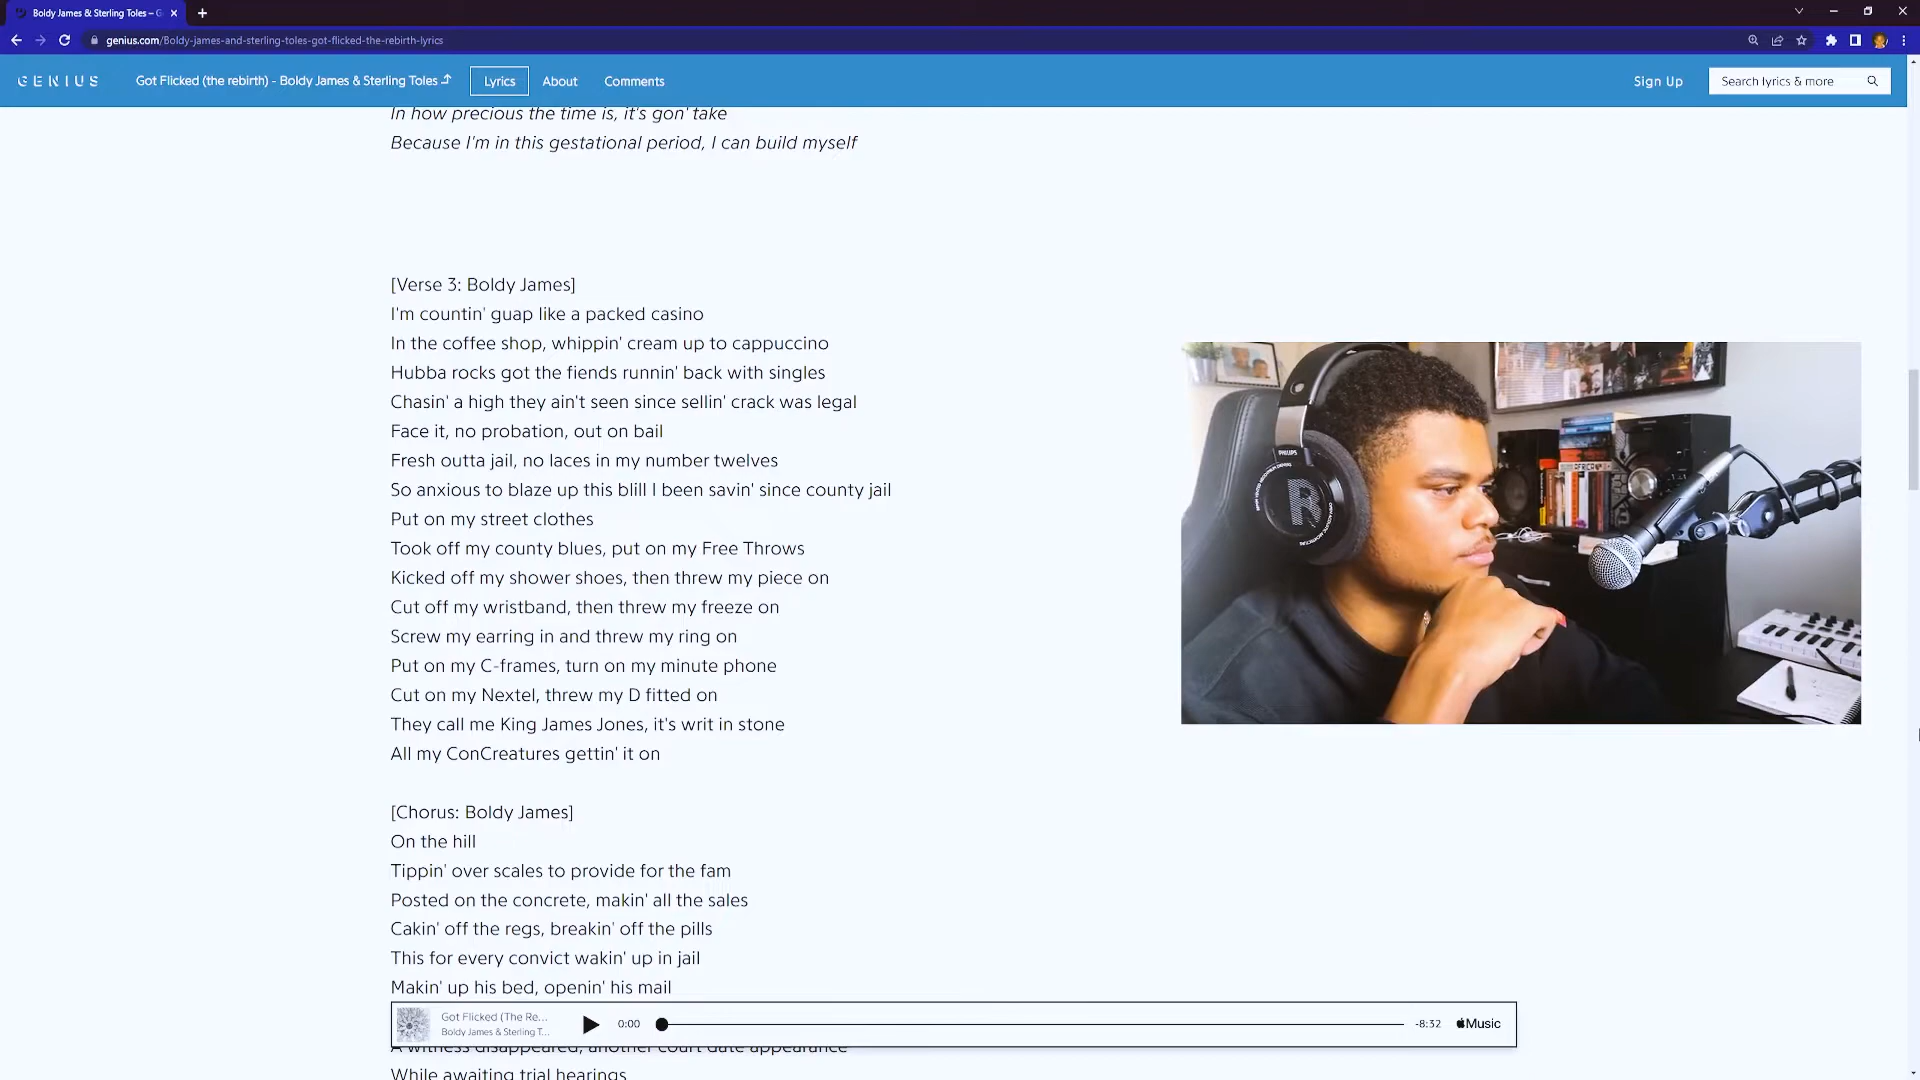 Boldy James & Sterling Toles – G
genius.com/Boldy-james-and-sterling-toles-got-flicked-the-rebirth-lyrics
GENIUS
Got Flicked (the rebirth) - Boldy James & Sterling Toles
Lyrics
About
Comments
Sign Up
Search lyrics & more
In how precious the time is, it's gon' take
Because I'm in this gestational period, I can build myself
[Verse 3: Boldy James]
I'm countin' guap like a packed casino
In the coffee shop, whippin' cream up to cappuccino
Hubba rocks got the fiends runnin' back with singles
Chasin' a high they ain't seen since sellin' crack was legal
Face it, no probation, out on bail
Fresh outta jail, no laces in my number twelves
So anxious to blaze up this blill I been savin' since county jail
Put on my street clothes
Took off my county blues, put on my Free Throws
Kicked off my shower shoes, then threw my piece on
Cut off my wristband, then threw my freeze on
Screw my earring in and threw my ring on
Put on my C-frames, turn on my minute phone
Cut on my Nextel, threw my D fitted on
They call me King James Jones, it's writ in stone
All my ConCreatures gettin' it on
[Chorus: Boldy James]
On the hill
Tippin' over scales to provide for the fam
Posted on the concrete, makin' all the sales
Cakin' off the regs, breakin' off the pills
This for every convict wakin' up in jail
Makin' up his bed, openin' his mail
Got Flicked (The Re...
Boldy James & Sterling T...
0:00
-8:32
Music
A witness disappeared, another court date appearance
While awaiting trial hearings
PHILIPS
R
AFRICA